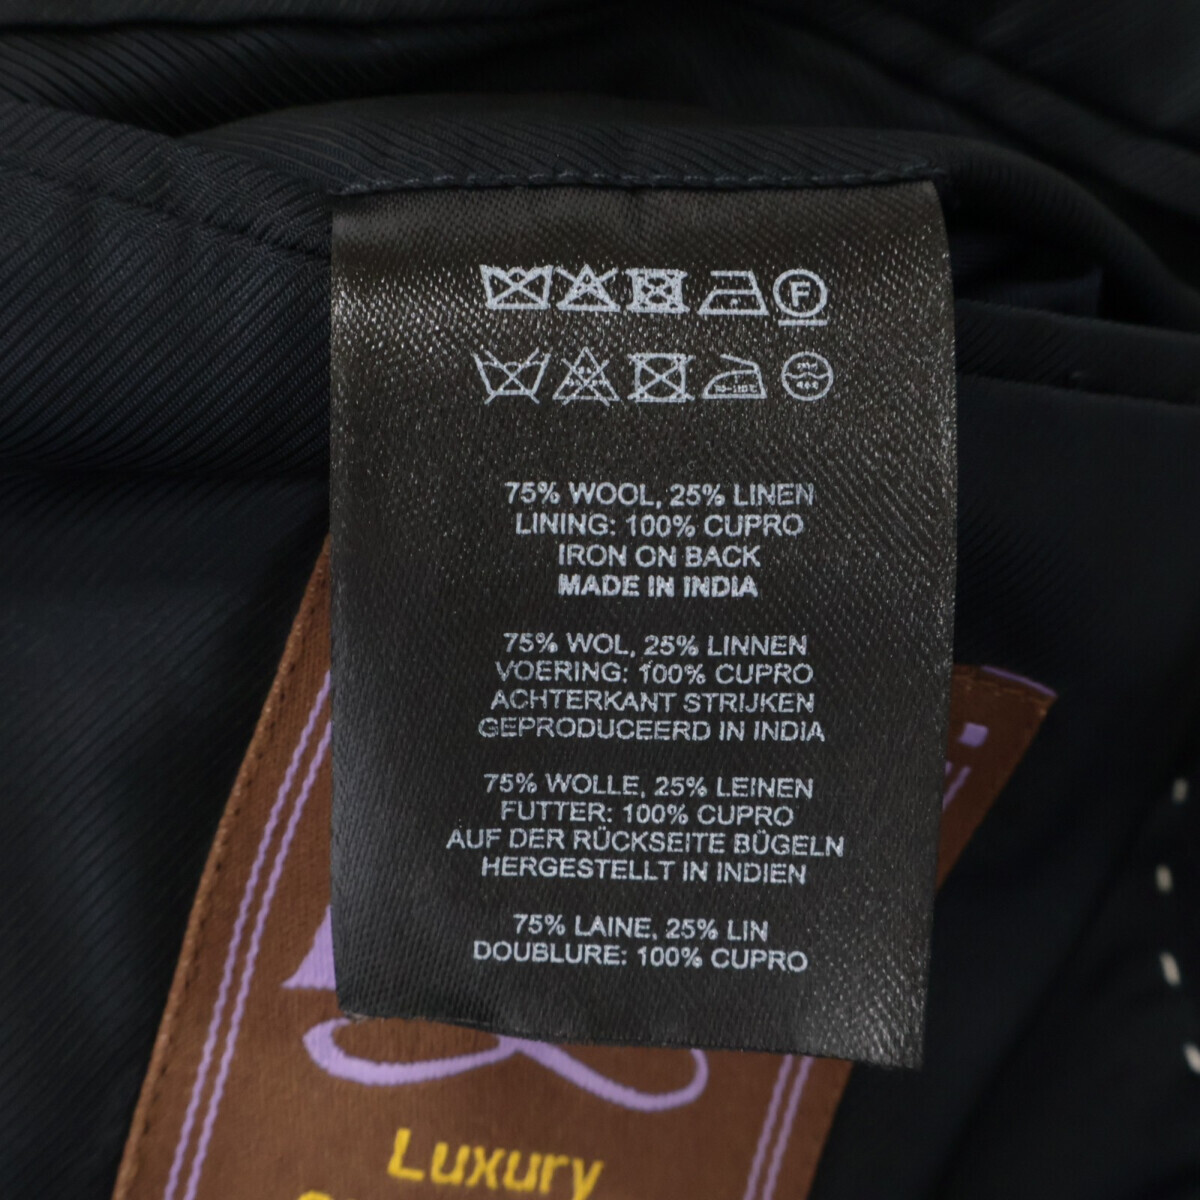 F
75% WOOL, 25% LINEN
LINING: 100% CUPRO
IRON ON BACK
MADE IN INDIA
75% WOL, 25% LINNEN
VOERING: 100% CUPRO
ACHTERKANT STRIJKEN
GEPRODUCEERD IN INDIA
75% WOLLE, 25% LEINEN
FUTTER: 100% CUPRO
AUF DER RÜCKSEITE BÜGELN
HERGESTELLT IN INDIEN
75% LAINE, 25% LIN
DOUBLURE: 100% CUPRO
Luxury